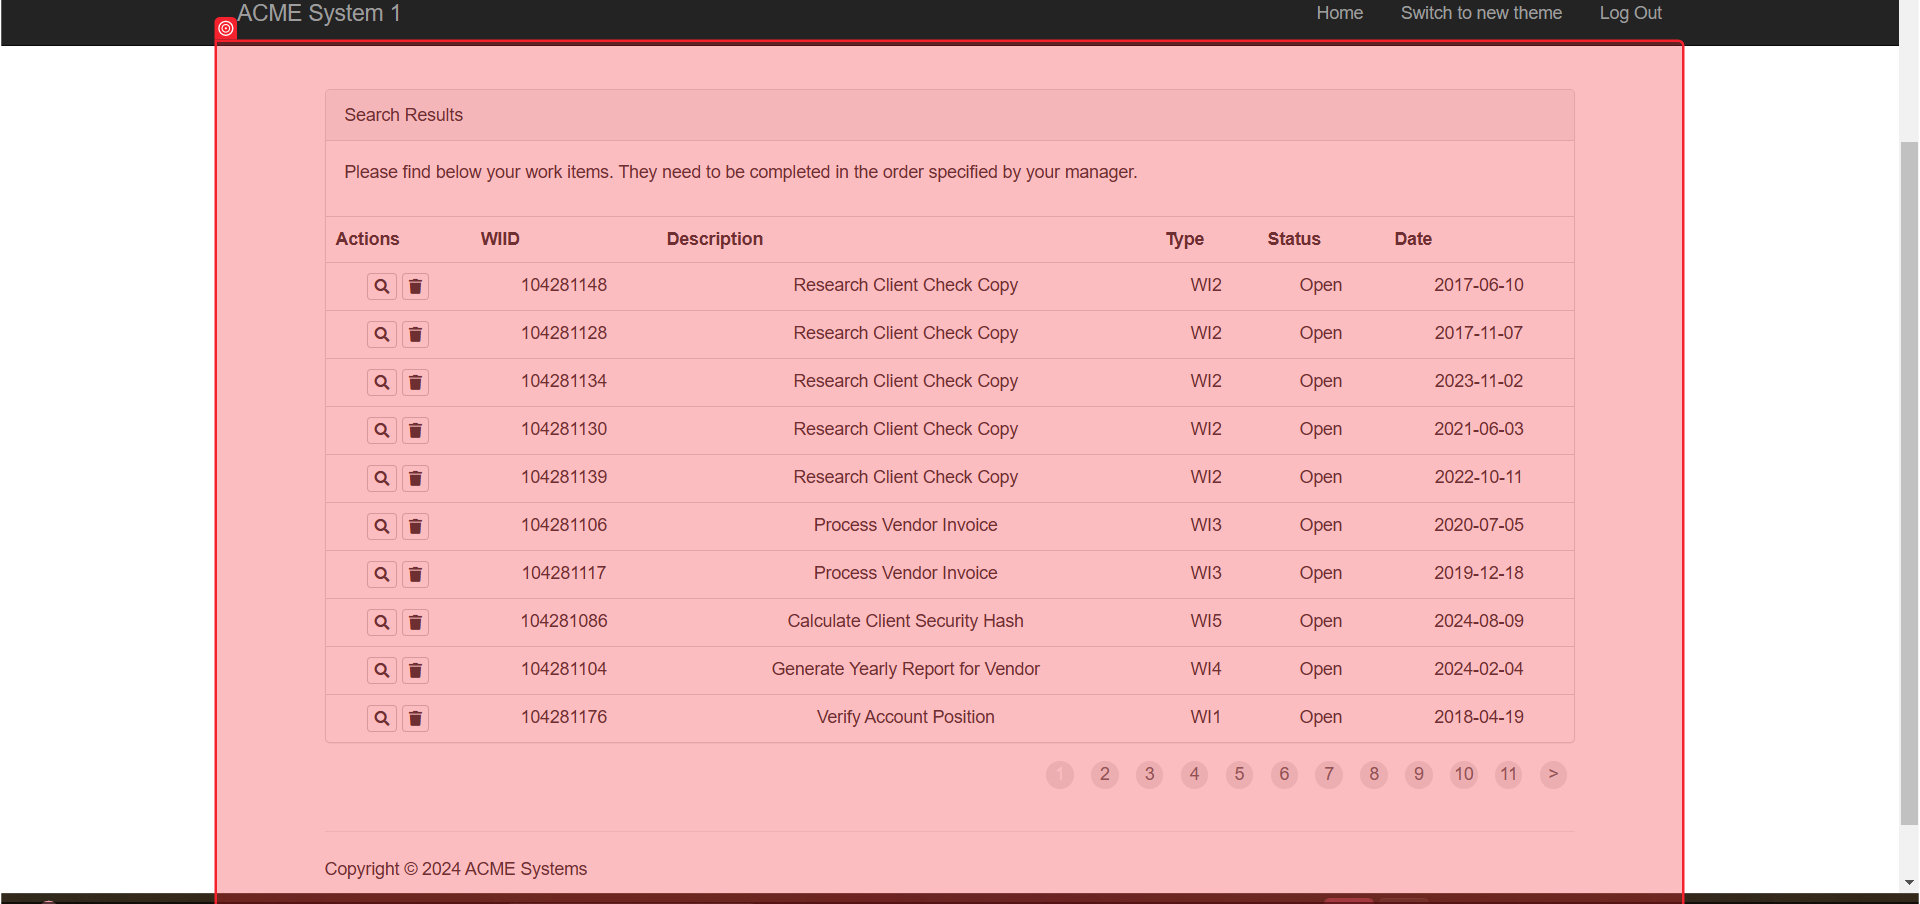 ACME System 1 Home Switch to new theme Log Out
Search Results
Please find below your work items. They need to be completed in the order specified by your manager.
Actions WIID Description Type Status Date
104281148 Research Client Check Copy WI2 Open 2017-06-10
104281128 Research Client Check Copy WI2 Open 2017-11-07
104281134 Research Client Check Copy WI2 Open 2023-11-02
104281130 Research Client Check Copy WI2 Open 2021-06-03
104281139 Research Client Check Copy WI2 Open 2022-10-11
104281106 Process Vendor Invoice WI3 Open 2020-07-05
104281117 Process Vendor Invoice WI3 Open 2019-12-18
104281086 Calculate Client Security Hash WI5 Open 2024-08-09
104281104 Generate Yearly Report for Vendor WI4 Open 2024-02-04
104281176 Verify Account Position WI1 Open 2018-04-19
1 2 3 4 5 6 7 8 9 10 11 >
Copyright © 2024 ACME Systems